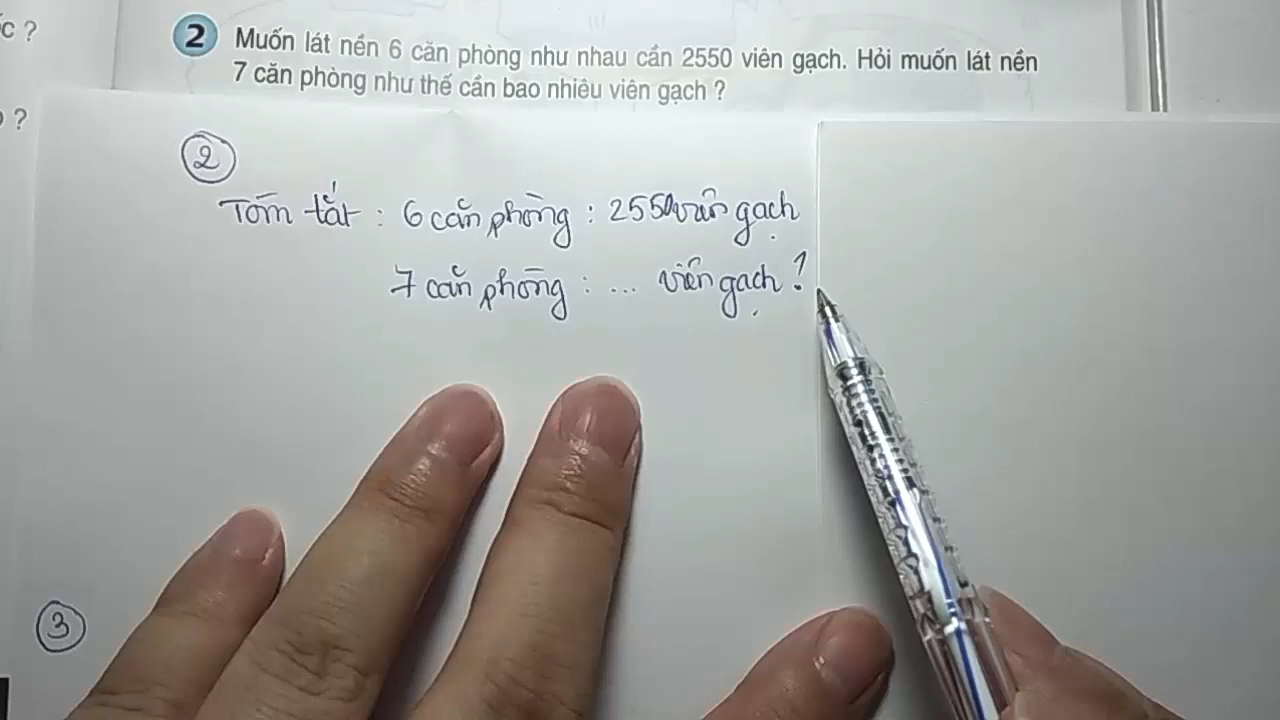 ốc ?
2 Muốn lát nền 6 căn phòng như nhau cần 2550 viên gạch. Hỏi muốn lát nền
7 căn phòng như thế cần bao nhiêu viên gạch ?
?
2
Tóm tắt : 6 căn phòng : 2550 viên gạch
7 căn phòng : ... viên gạch ?
3